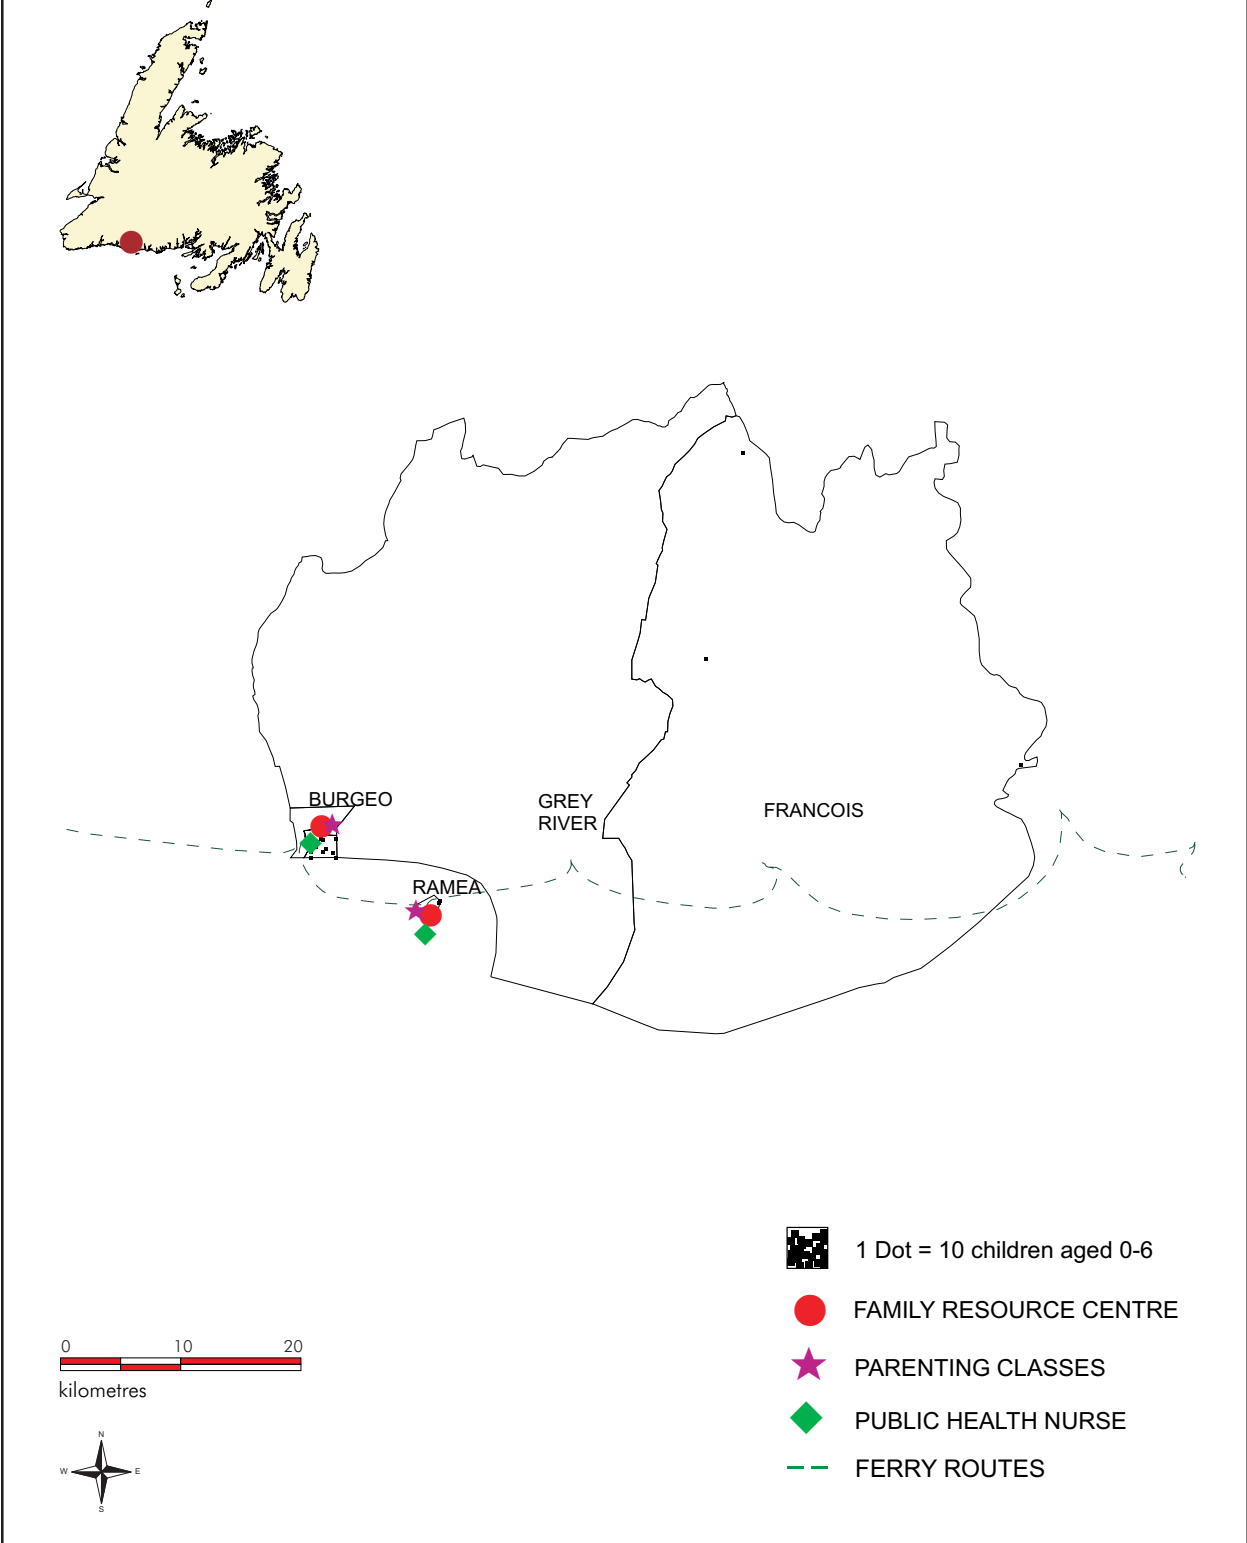 BURGEO
GREY
RIVER
FRANCOIS
RAMEA
1 Dot = 10 children aged 0-6
FAMILY RESOURCE CENTRE
PARENTING CLASSES
PUBLIC HEALTH NURSE
FERRY ROUTES
0 10 20
kilometres
N
W E
S